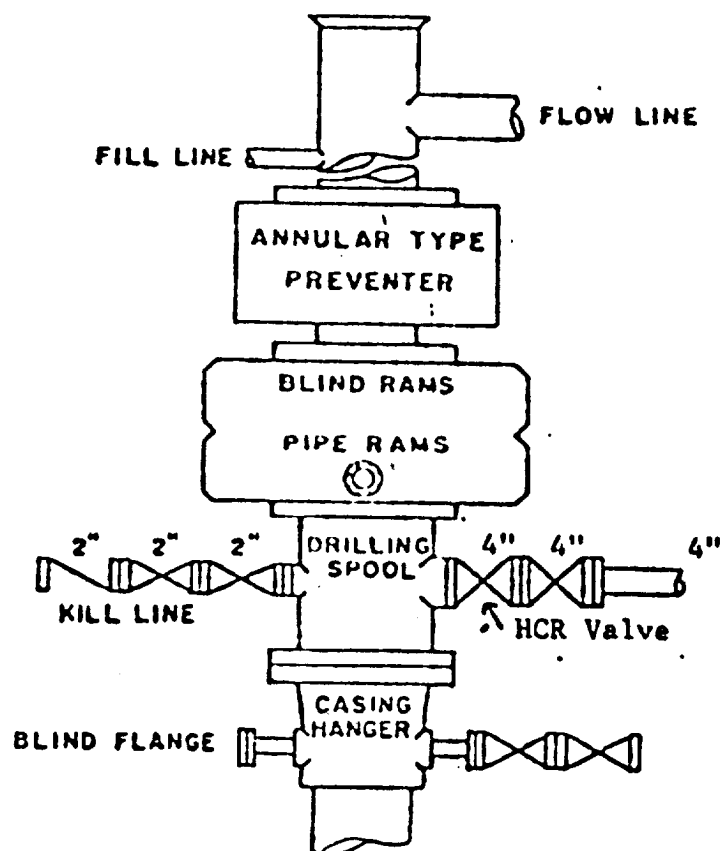 FLOW LINE
FILL LINE
ANNULAR TYPE
PREVENTER
BLIND RAMS
PIPE RAMS
2" 2" 2" DRILLING 4" 4" 4"
SPOOL
KILL LINE HCR Valve
CASING
HANGER
BLIND FLANGE